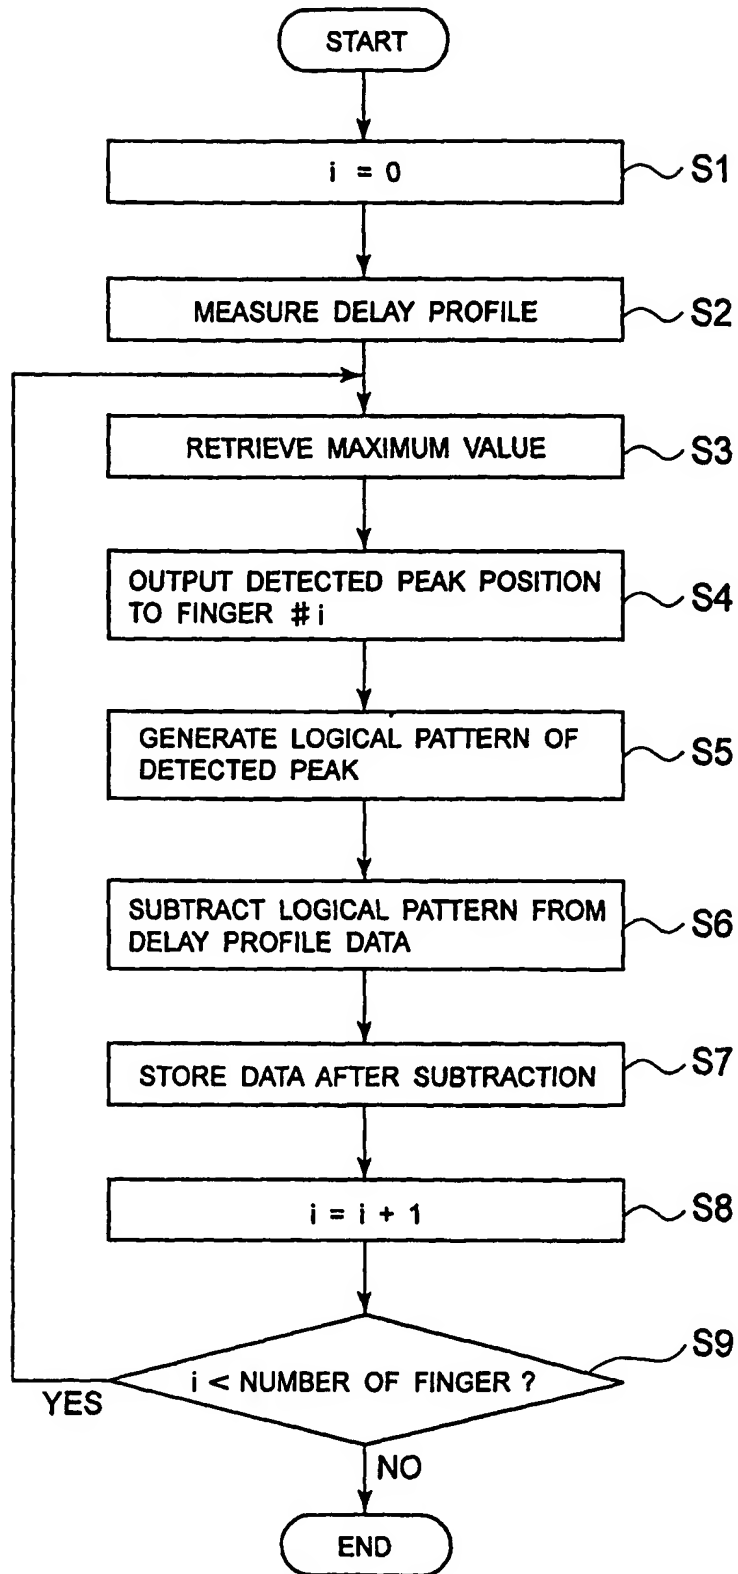 START
i = 0
S1
MEASURE DELAY PROFILE
S2
RETRIEVE MAXIMUM VALUE
S3
OUTPUT DETECTED PEAK POSITION
TO FINGER #i
S4
GENERATE LOGICAL PATTERN OF
DETECTED PEAK
S5
SUBTRACT LOGICAL PATTERN FROM
DELAY PROFILE DATA
S6
STORE DATA AFTER SUBTRACTION
S7
i = i + 1
S8
i < NUMBER OF FINGER ?
S9
YES
NO
END